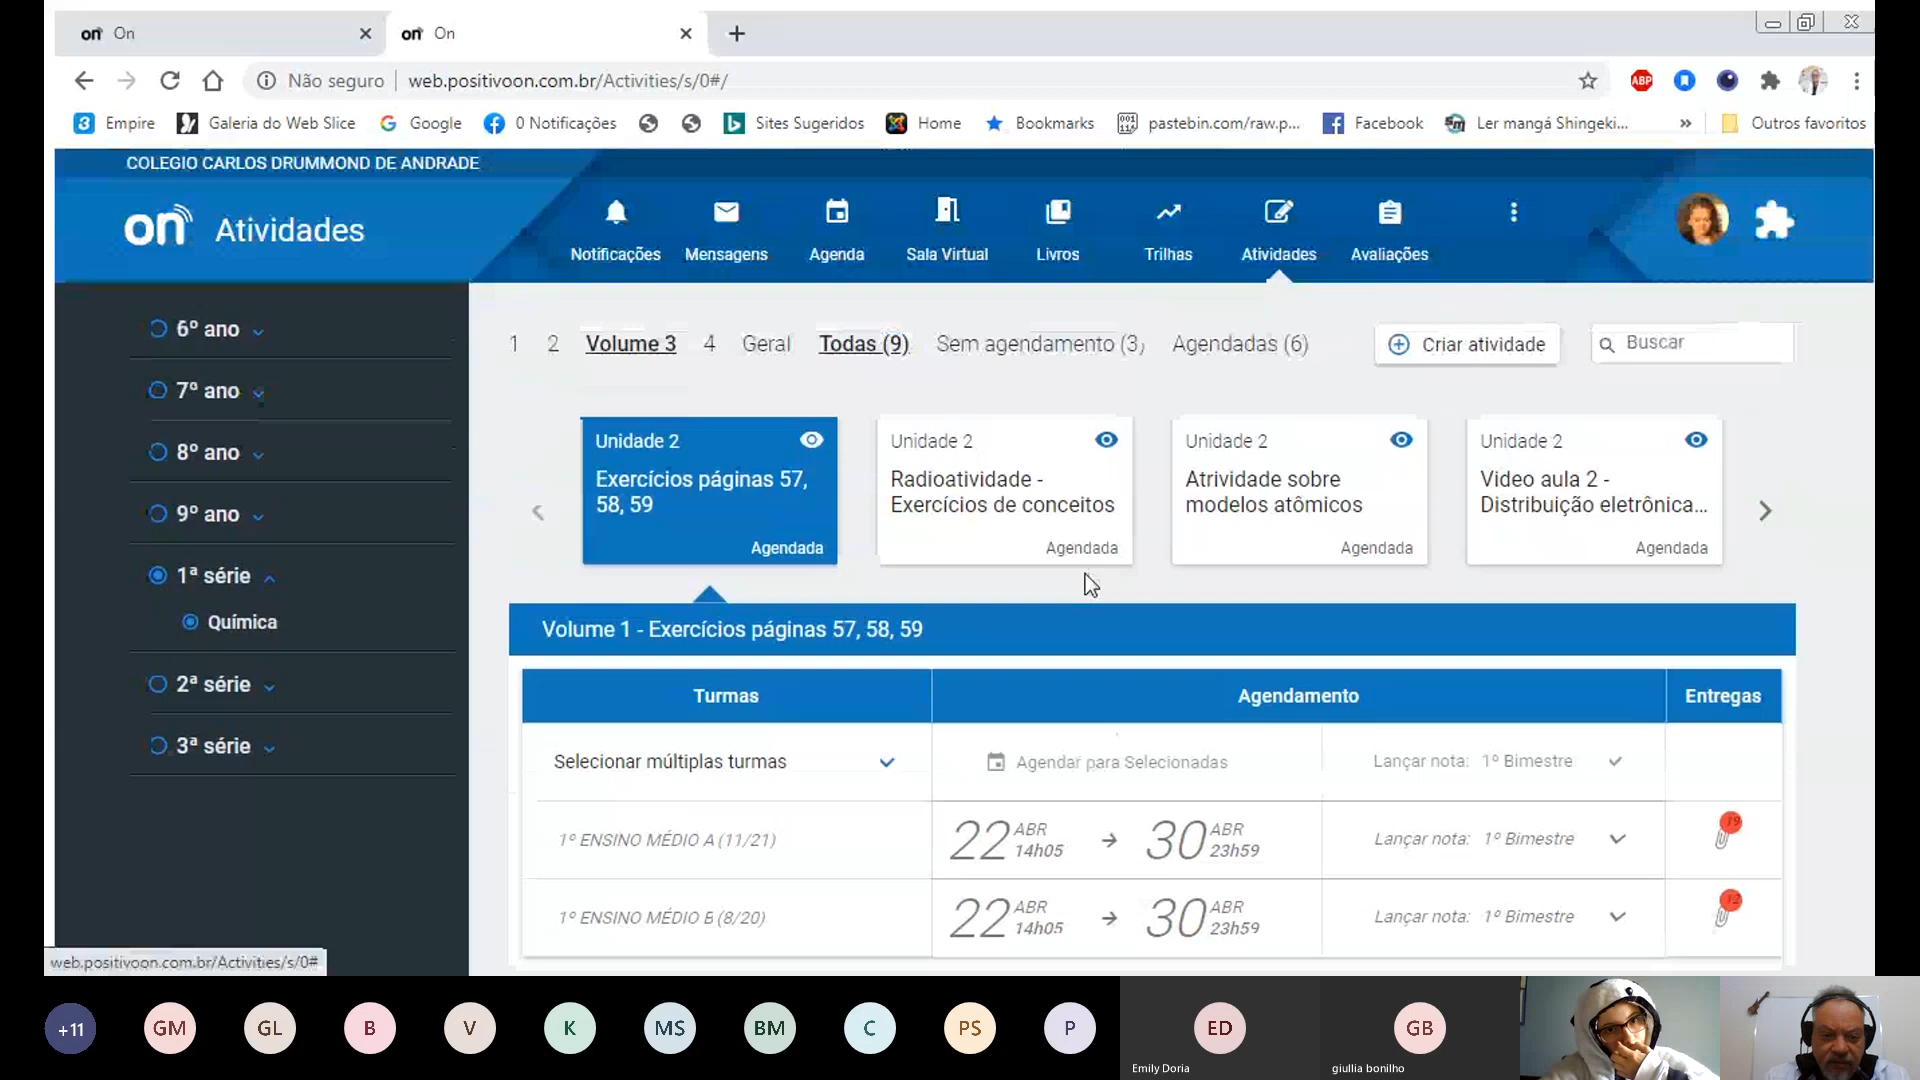 on On
on On
Não seguro web.positivoon.com.br/Activities/s/0#/
ABP
Empire Galeria do Web Slice Google 0 Notificações Sites Sugeridos Home Bookmarks pastebin.com/raw.p... Facebook Ler mangá Shingeki... » Outros favoritos
COLEGIO CARLOS DRUMMOND DE ANDRADE
on Atividades
Notificações Mensagens Agenda Sala Virtual Livros Trilhas Atividades Avaliações
6º ano
7º ano
8º ano
9º ano
1ª série
Química
2ª série
3ª série
1 2 Volume 3 4 Geral Todas (9) Sem agendamento (3) Agendadas (6) Criar atividade Buscar
Unidade 2
Exercícios páginas 57,
58, 59
Agendada
Unidade 2
Radioatividade -
Exercícios de conceitos
Agendada
Unidade 2
Atrividade sobre
modelos atômicos
Agendada
Unidade 2
Video aula 2 -
Distribuição eletrônica...
Agendada
Volume 1 - Exercícios páginas 57, 58, 59
Turmas Agendamento Entregas
Selecionar múltiplas turmas Agendar para Selecionadas Lançar nota: 1º Bimestre
1º ENSINO MÉDIO A (11/21) 22 ABR 14h05 30 ABR 23h59 Lançar nota: 1º Bimestre 19
1º ENSINO MÉDIO B (8/20) 22 ABR 14h05 30 ABR 23h59 Lançar nota: 1º Bimestre 12
web.positivoon.com.br/Activities/s/0#
+11 GM GL B V K MS BM C PS P ED GB
Emily Doria giullia bonilho